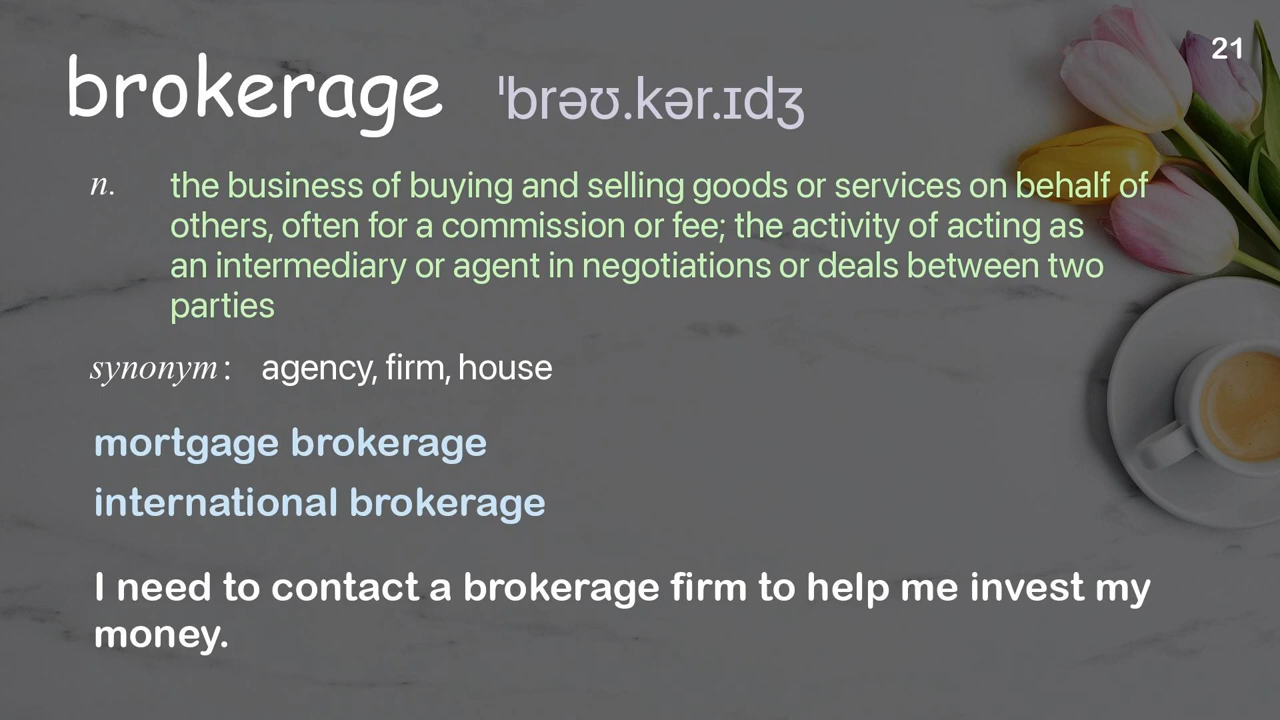 21
brokerage ˈbrəʊ.kər.ɪdʒ
n. the business of buying and selling goods or services on behalf of
others, often for a commission or fee; the activity of acting as
an intermediary or agent in negotiations or deals between two
parties
synonym: agency, firm, house
mortgage brokerage
international brokerage
I need to contact a brokerage firm to help me invest my
money.